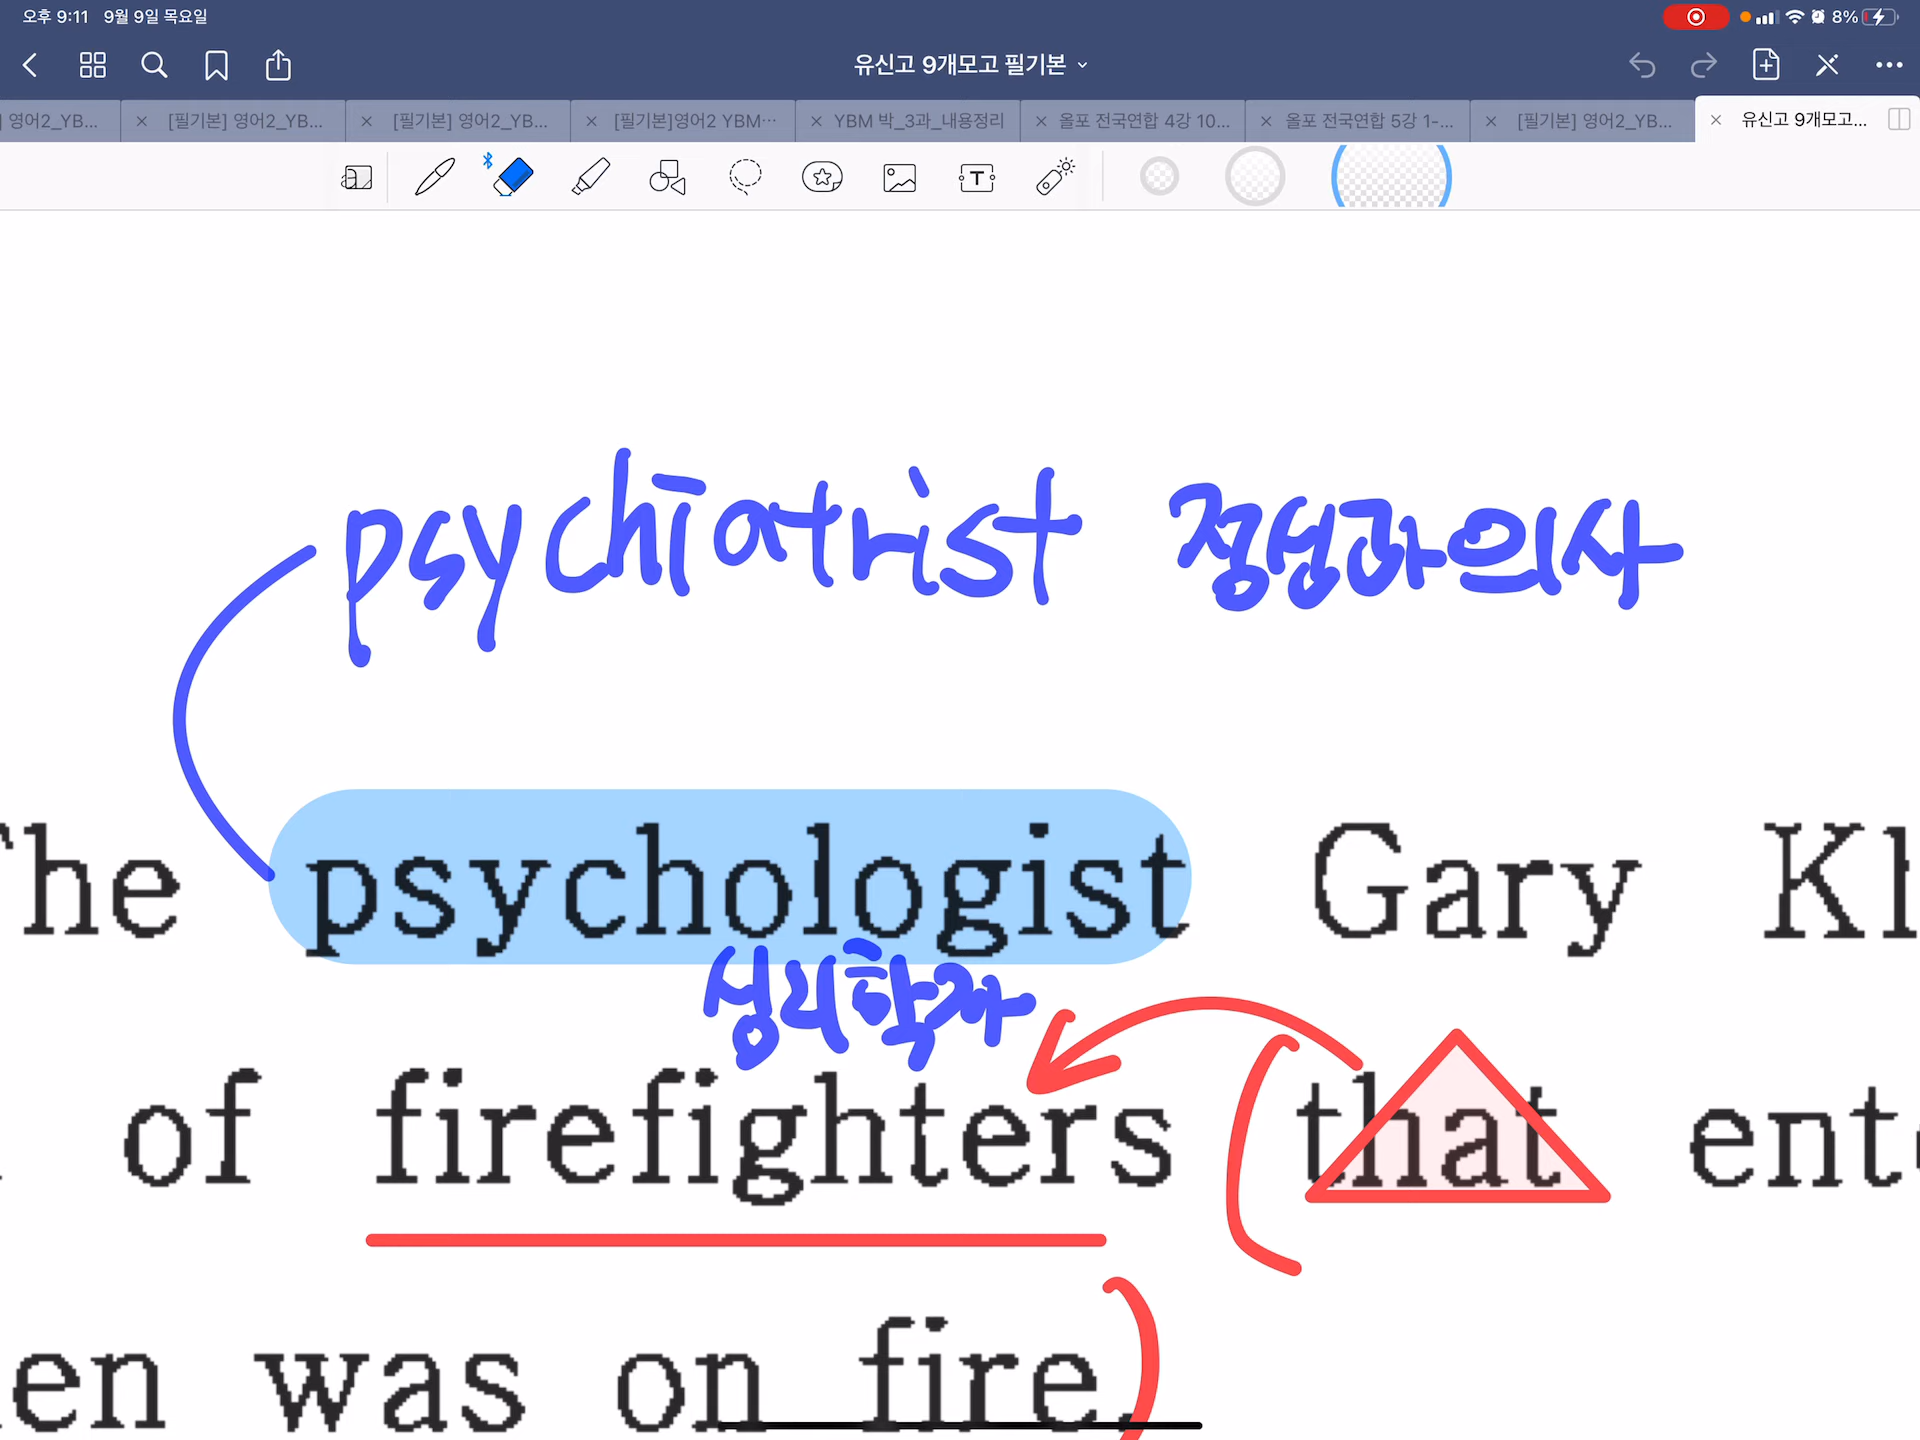 오후 9:11 9월 9일 목요일 8%
유신고 9개모고 필기본
영어2_YB... [필기본] 영어2_YB... [필기본] 영어2_YB... [필기본]영어2 YBM... YBM 박_3과_내용정리 올포 전국연합 4강 10... 올포 전국연합 5강 1-... [필기본] 영어2_YB... 유신고 9개모고...
psychiatrist 정성과의사
The psychologist Gary Kl
심리학자
of firefighters (that ent
en was on fire.)